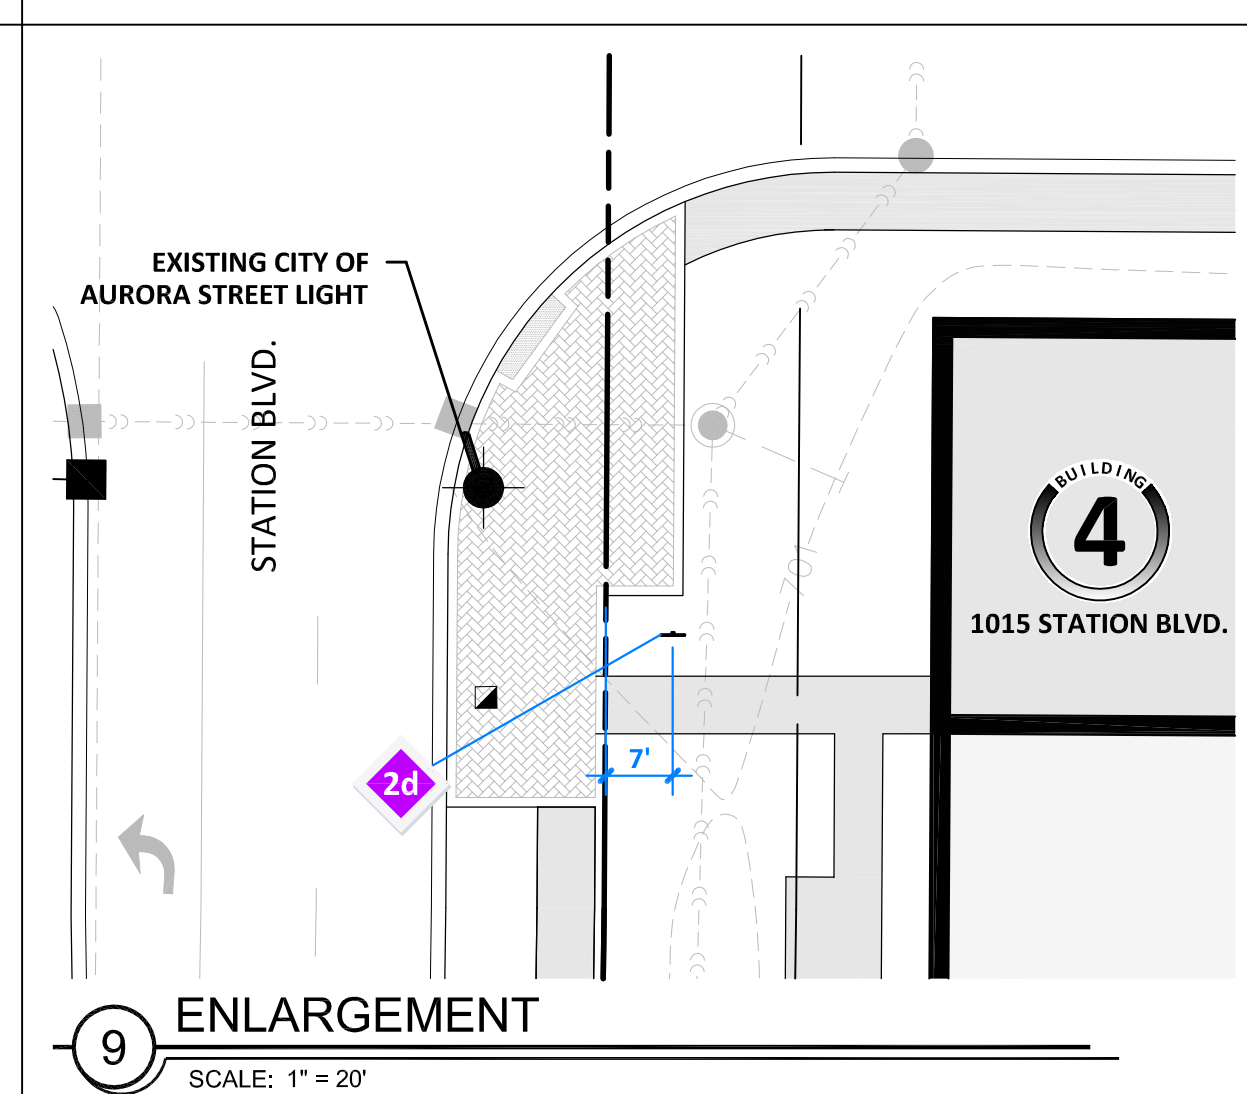 EXISTING CITY OF
AURORA STREET LIGHT
STATION BLVD.
701
BUILDING
4
1015 STATION BLVD.
7'
2d
9
ENLARGEMENT
SCALE: 1" = 20'